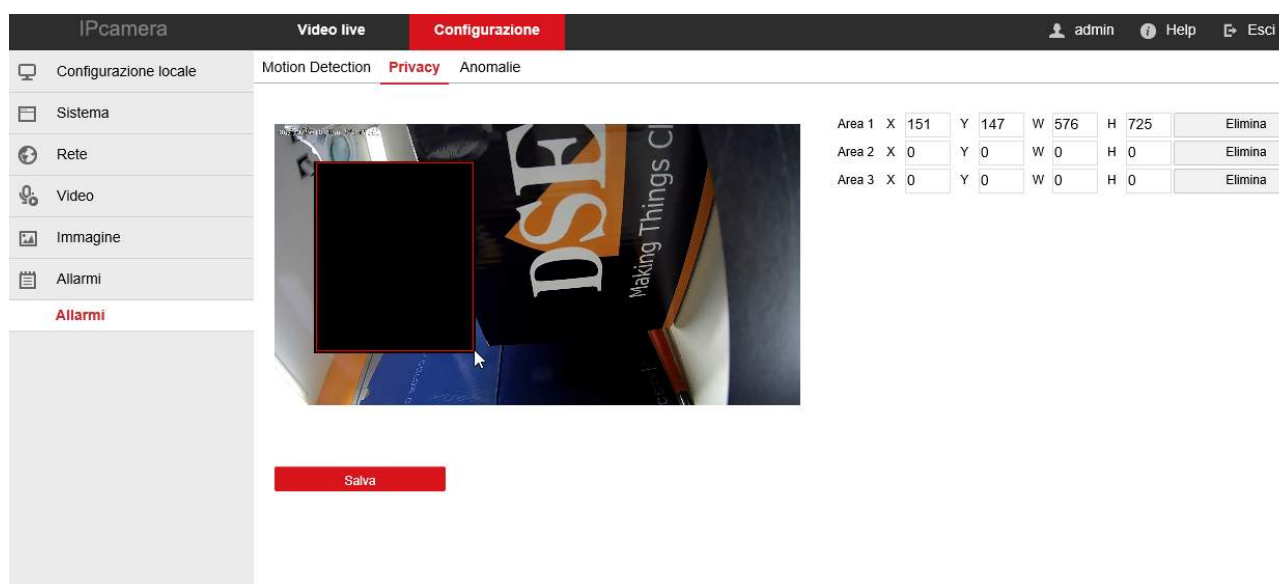 IPcamera Video live Configurazione admin Help Esci
Configurazione locale
Sistema
Rete
Video
Immagine
Allarmi
Allarmi
Motion Detection Privacy Anomalie
DSE
Making Things Cl
Area 1 X 151 Y 147 W 576 H 725 Elimina
Area 2 X 0 Y 0 W 0 H 0 Elimina
Area 3 X 0 Y 0 W 0 H 0 Elimina
Salva